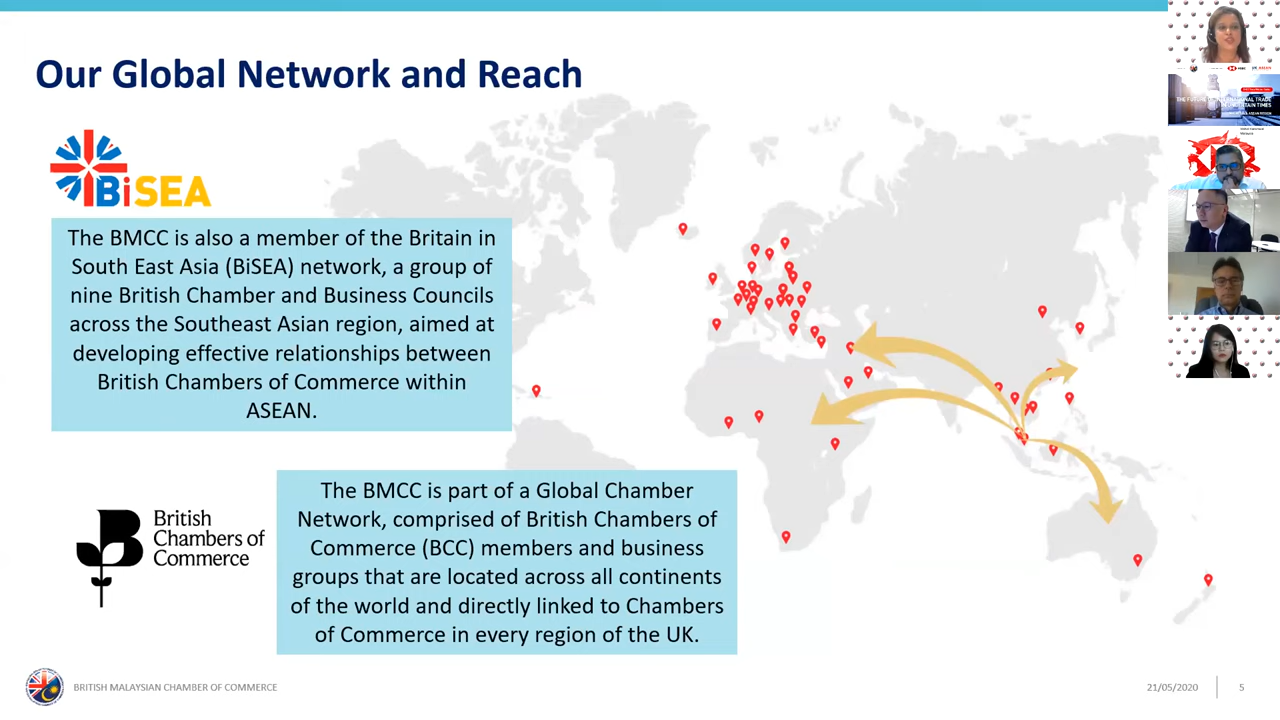 Our Global Network and Reach
BiSEA
The BMCC is also a member of the Britain in
South East Asia (BiSEA) network, a group of
nine British Chamber and Business Councils
across the Southeast Asian region, aimed at
developing effective relationships between
British Chambers of Commerce within
ASEAN.
British
Chambers of
Commerce
The BMCC is part of a Global Chamber
Network, comprised of British Chambers of
Commerce (BCC) members and business
groups that are located across all continents
of the world and directly linked to Chambers
of Commerce in every region of the UK.
BRITISH MALAYSIAN CHAMBER OF COMMERCE
21/05/2020
5